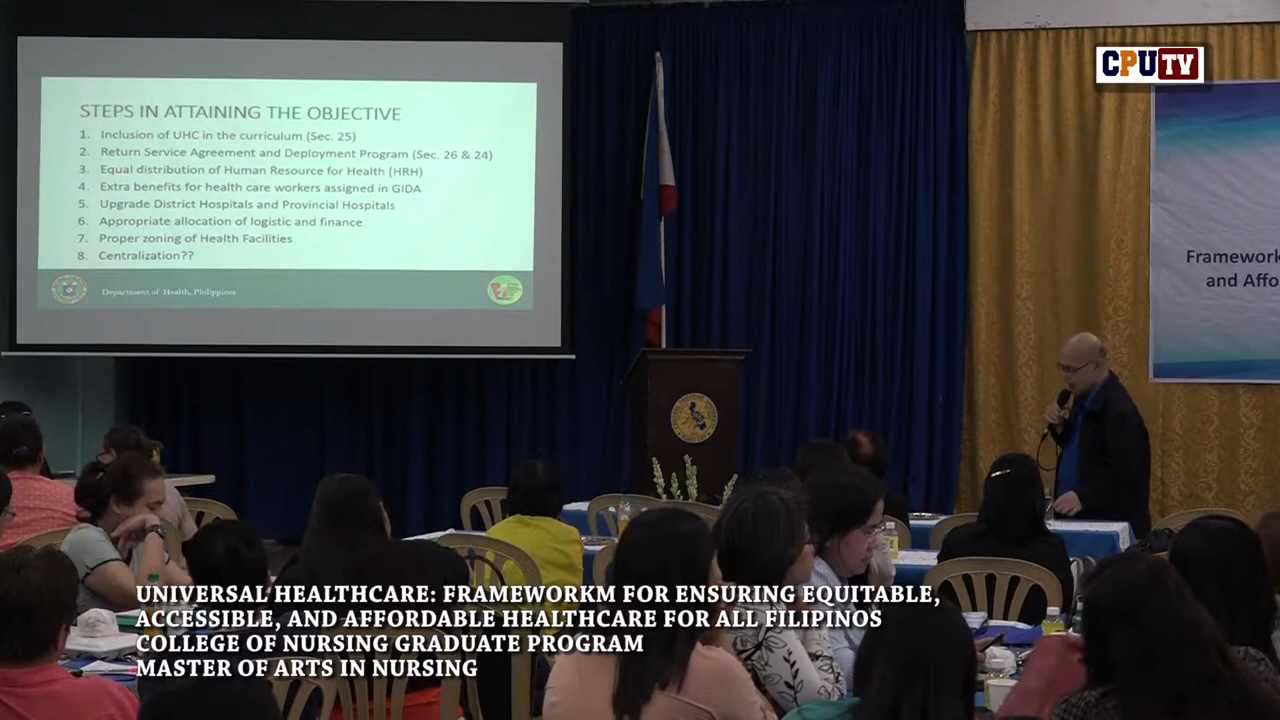 CPUTV
STEPS IN ATTAINING THE OBJECTIVE
1. Inclusion of UHC in the curriculum (Sec. 25)
2. Return Service Agreement and Deployment Program (Sec. 26 & 24)
3. Equal distribution of Human Resource for Health (HRH)
4. Extra benefits for health care workers assigned in GIDA
5. Upgrade District Hospitals and Provincial Hospitals
6. Appropriate allocation of logistic and finance
7. Proper zoning of Health Facilities
8. Centralization??
Department of Health, Philippines
Framework
and Affo
UNIVERSAL HEALTHCARE: FRAMEWORKM FOR ENSURING EQUITABLE,
ACCESSIBLE, AND AFFORDABLE HEALTHCARE FOR ALL FILIPINOS
COLLEGE OF NURSING GRADUATE PROGRAM
MASTER OF ARTS IN NURSING